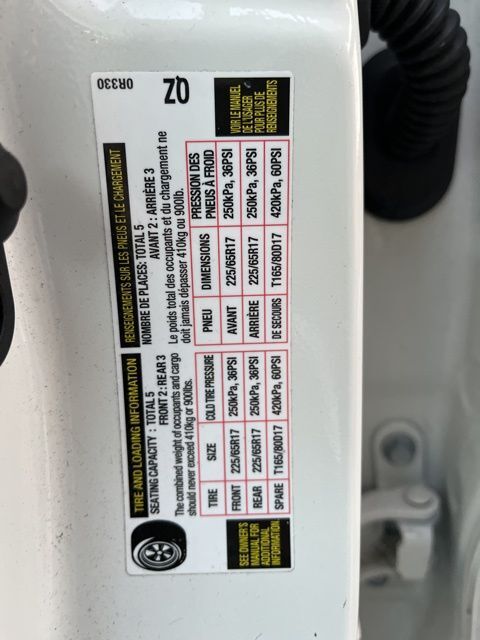 TIRE AND LOADING INFORMATION
SEATING CAPACITY : TOTAL 5
FRONT 2 : REAR 3
The combined weight of occupants and cargo
should never exceed 410kg or 900lbs.
TIRE SIZE COLD TIRE PRESSURE
FRONT 225/65R17 250kPa, 36PSI
REAR 225/65R17 250kPa, 36PSI
SPARE T165/80D17 420kPa, 60PSI
SEE OWNER'S
MANUAL FOR
ADDITIONAL
INFORMATION.
RENSEIGNEMENTS SUR LES PNEUS ET LE CHARGEMENT
NOMBRE DE PLACES: TOTAL 5
AVANT 2 : ARRIÈRE 3
Le poids total des occupants et du chargement ne
doit jamais dépasser 410kg ou 900lb.
PNEU DIMENSIONS PRESSION DES
PNEUS À FROID
AVANT 225/65R17 250kPa, 36PSI
ARRIÈRE 225/65R17 250kPa, 36PSI
DE SECOURS T165/80D17 420kPa, 60PSI
VOIR LE MANUEL
DE L'USAGER
POUR PLUS DE
RENSEIGNEMENTS
0R330
QZ